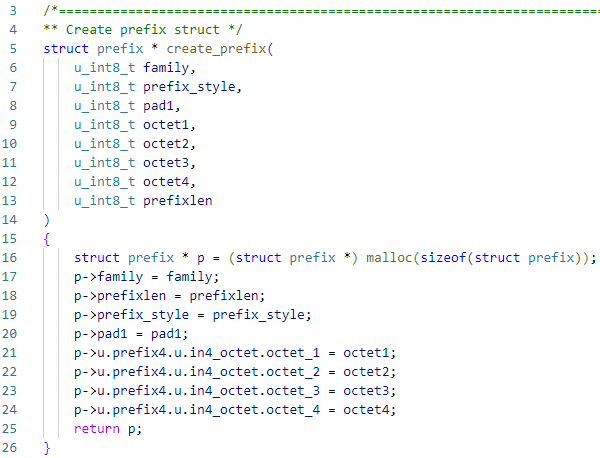 3 /*==================================================================
4 ** Create prefix struct */
5 struct prefix * create_prefix(
6 u_int8_t family,
7 u_int8_t prefix_style,
8 u_int8_t pad1,
9 u_int8_t octet1,
10 u_int8_t octet2,
11 u_int8_t octet3,
12 u_int8_t octet4,
13 u_int8_t prefixlen
14 )
15 {
16 struct prefix * p = (struct prefix *) malloc(sizeof(struct prefix));
17 p->family = family;
18 p->prefixlen = prefixlen;
19 p->prefix_style = prefix_style;
20 p->pad1 = pad1;
21 p->u.prefix4.u.in4_octet.octet_1 = octet1;
22 p->u.prefix4.u.in4_octet.octet_2 = octet2;
23 p->u.prefix4.u.in4_octet.octet_3 = octet3;
24 p->u.prefix4.u.in4_octet.octet_4 = octet4;
25 return p;
26 }